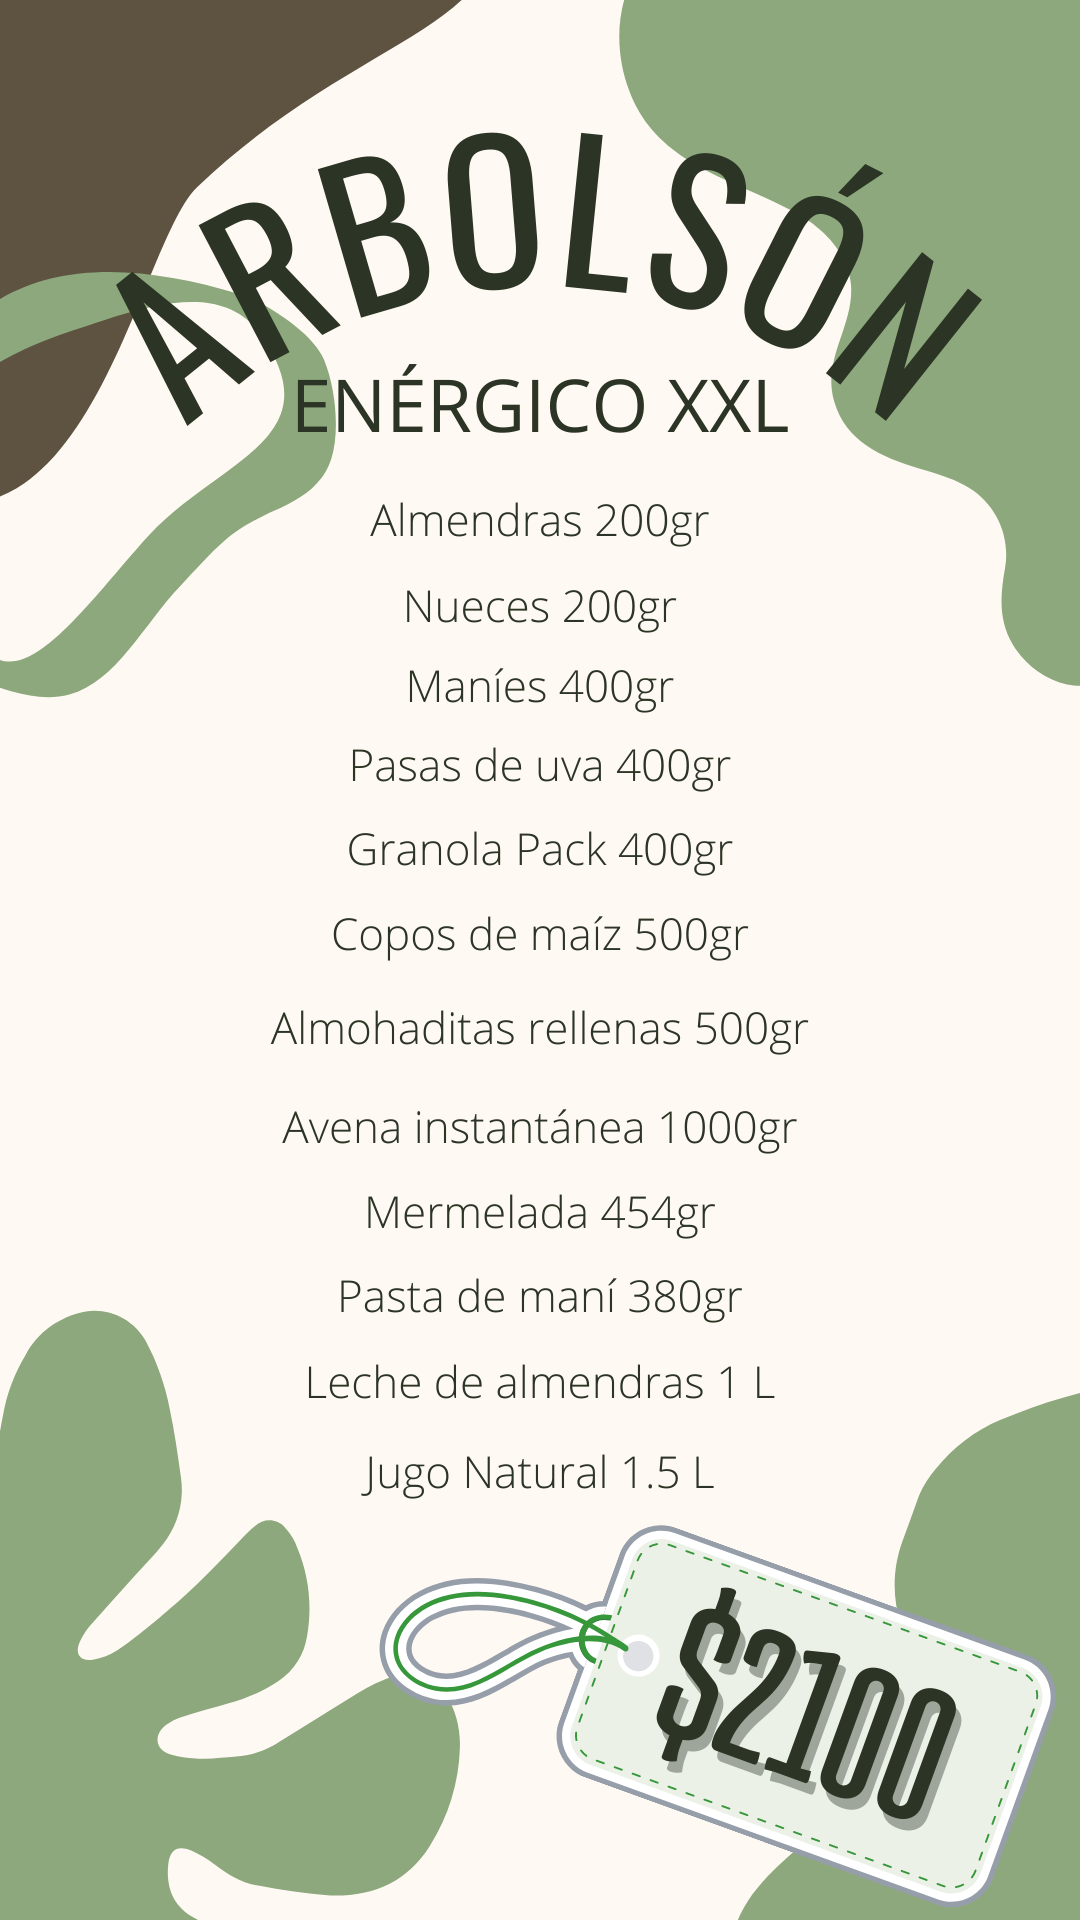 ARBOLSÓN
ENÉRGICO XXL
Almendras 200gr
Nueces 200gr
Maníes 400gr
Pasas de uva 400gr
Granola Pack 400gr
Copos de maíz 500gr
Almohaditas rellenas 500gr
Avena instantánea 1000gr
Mermelada 454gr
Pasta de maní 380gr
Leche de almendras 1 L
Jugo Natural 1.5 L
$2100